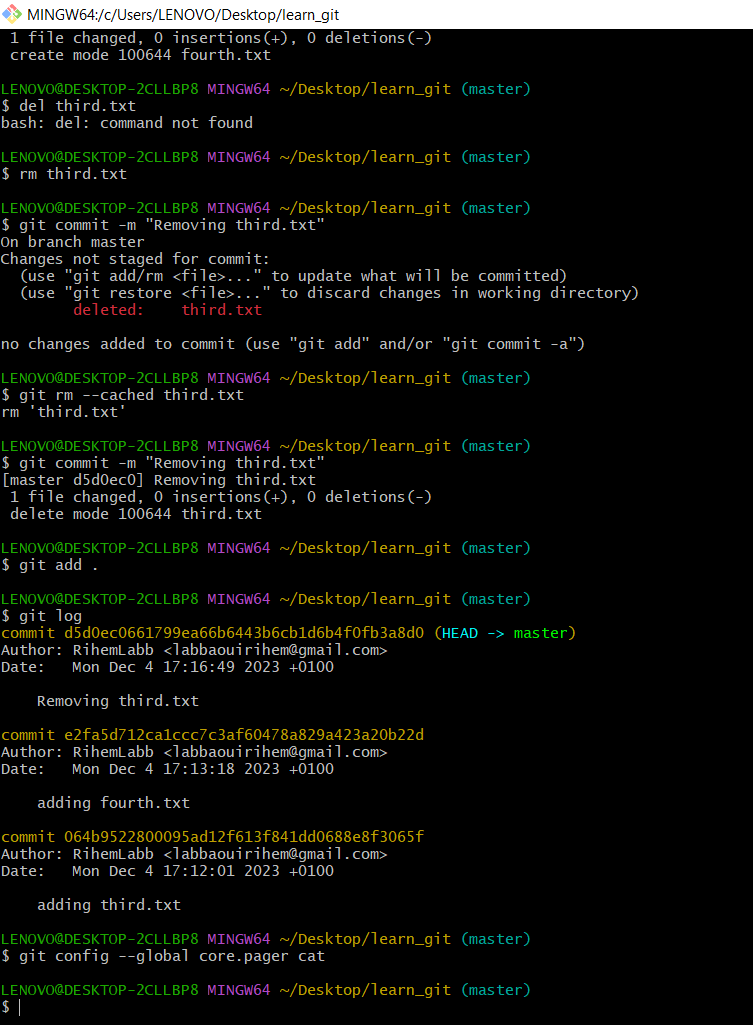 MINGW64:/c/Users/LENOVO/Desktop/learn_git
 1 file changed, 0 insertions(+), 0 deletions(-)
 create mode 100644 fourth.txt
LENOVO@DESKTOP-2CLLBP8 MINGW64 ~/Desktop/learn_git (master)
$ del third.txt
bash: del: command not found
LENOVO@DESKTOP-2CLLBP8 MINGW64 ~/Desktop/learn_git (master)
$ rm third.txt
LENOVO@DESKTOP-2CLLBP8 MINGW64 ~/Desktop/learn_git (master)
$ git commit -m "Removing third.txt"
On branch master
Changes not staged for commit:
  (use "git add/rm <file>..." to update what will be committed)
  (use "git restore <file>..." to discard changes in working directory)
        deleted:    third.txt
no changes added to commit (use "git add" and/or "git commit -a")
LENOVO@DESKTOP-2CLLBP8 MINGW64 ~/Desktop/learn_git (master)
$ git rm --cached third.txt
rm 'third.txt'
LENOVO@DESKTOP-2CLLBP8 MINGW64 ~/Desktop/learn_git (master)
$ git commit -m "Removing third.txt"
[master d5d0ec0] Removing third.txt
 1 file changed, 0 insertions(+), 0 deletions(-)
 delete mode 100644 third.txt
LENOVO@DESKTOP-2CLLBP8 MINGW64 ~/Desktop/learn_git (master)
$ git add .
LENOVO@DESKTOP-2CLLBP8 MINGW64 ~/Desktop/learn_git (master)
$ git log
commit d5d0ec0661799ea66b6443b6cb1d6b4f0fb3a8d0 (HEAD -> master)
Author: RihemLabb <labbaouirihem@gmail.com>
Date:   Mon Dec 4 17:16:49 2023 +0100
    Removing third.txt
commit e2fa5d712ca1ccc7c3af60478a829a423a20b22d
Author: RihemLabb <labbaouirihem@gmail.com>
Date:   Mon Dec 4 17:13:18 2023 +0100
    adding fourth.txt
commit 064b9522800095ad12f613f841dd0688e8f3065f
Author: RihemLabb <labbaouirihem@gmail.com>
Date:   Mon Dec 4 17:12:01 2023 +0100
    adding third.txt
LENOVO@DESKTOP-2CLLBP8 MINGW64 ~/Desktop/learn_git (master)
$ git config --global core.pager cat
LENOVO@DESKTOP-2CLLBP8 MINGW64 ~/Desktop/learn_git (master)
$